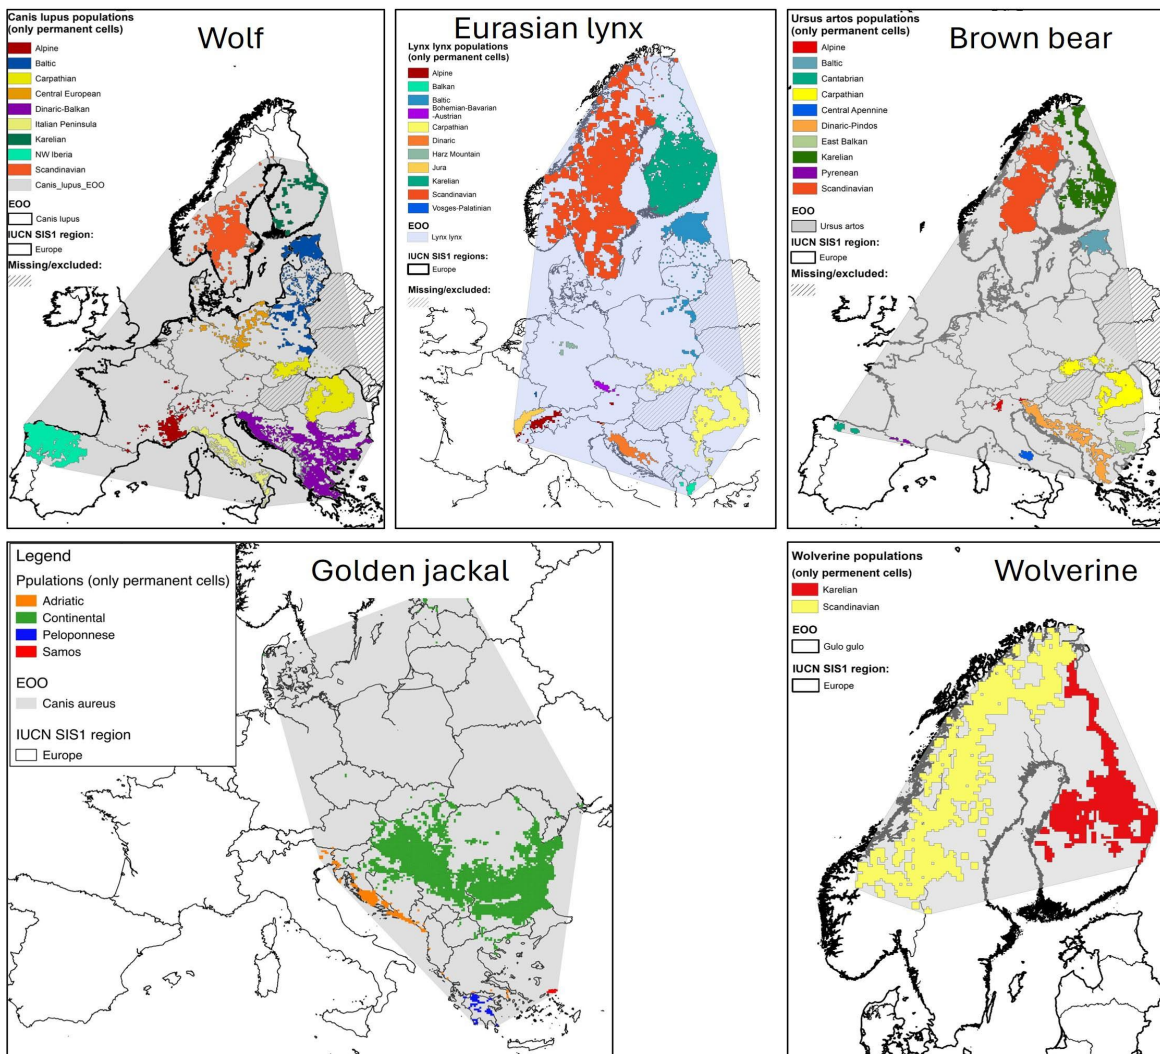 Canis lupus populations
(only permanent cells)
Wolf
Alpine
Baltic
Carpathian
Central European
Dinaric-Balkan
Italian Peninsula
Karelian
NW Iberia
Scandinavian
Canis_lupus_EOO
EOO
Canis lupus
IUCN SIS1 region:
Europe
Missing/excluded:
Eurasian lynx
Lynx lynx populations
(only permanent cells)
Alpine
Balkan
Baltic
Bohemian-Bavarian
-Austrian
Carpathian
Dinaric
Harz Mountain
Jura
Karelian
Scandinavian
Vosges-Palatinian
EOO
Lynx lynx
IUCN SIS1 regions:
Europe
Missing/excluded:
Ursus artos populations
(only permanent cells)
Brown bear
Alpine
Baltic
Cantabrian
Carpathian
Central Apennine
Dinaric-Pindos
East Balkan
Karelian
Pyrenean
Scandinavian
EOO
Ursus artos
IUCN SIS1 region:
Europe
Missing/excluded:
Legend
Golden jackal
Ppulations (only permanent cells)
Adriatic
Continental
Peloponnese
Samos
EOO
Canis aureus
IUCN SIS1 region
Europe
Wolverine populations
(only permenent cells)
Wolverine
Karelian
Scandinavian
EOO
Gulo gulo
IUCN SIS1 region:
Europe